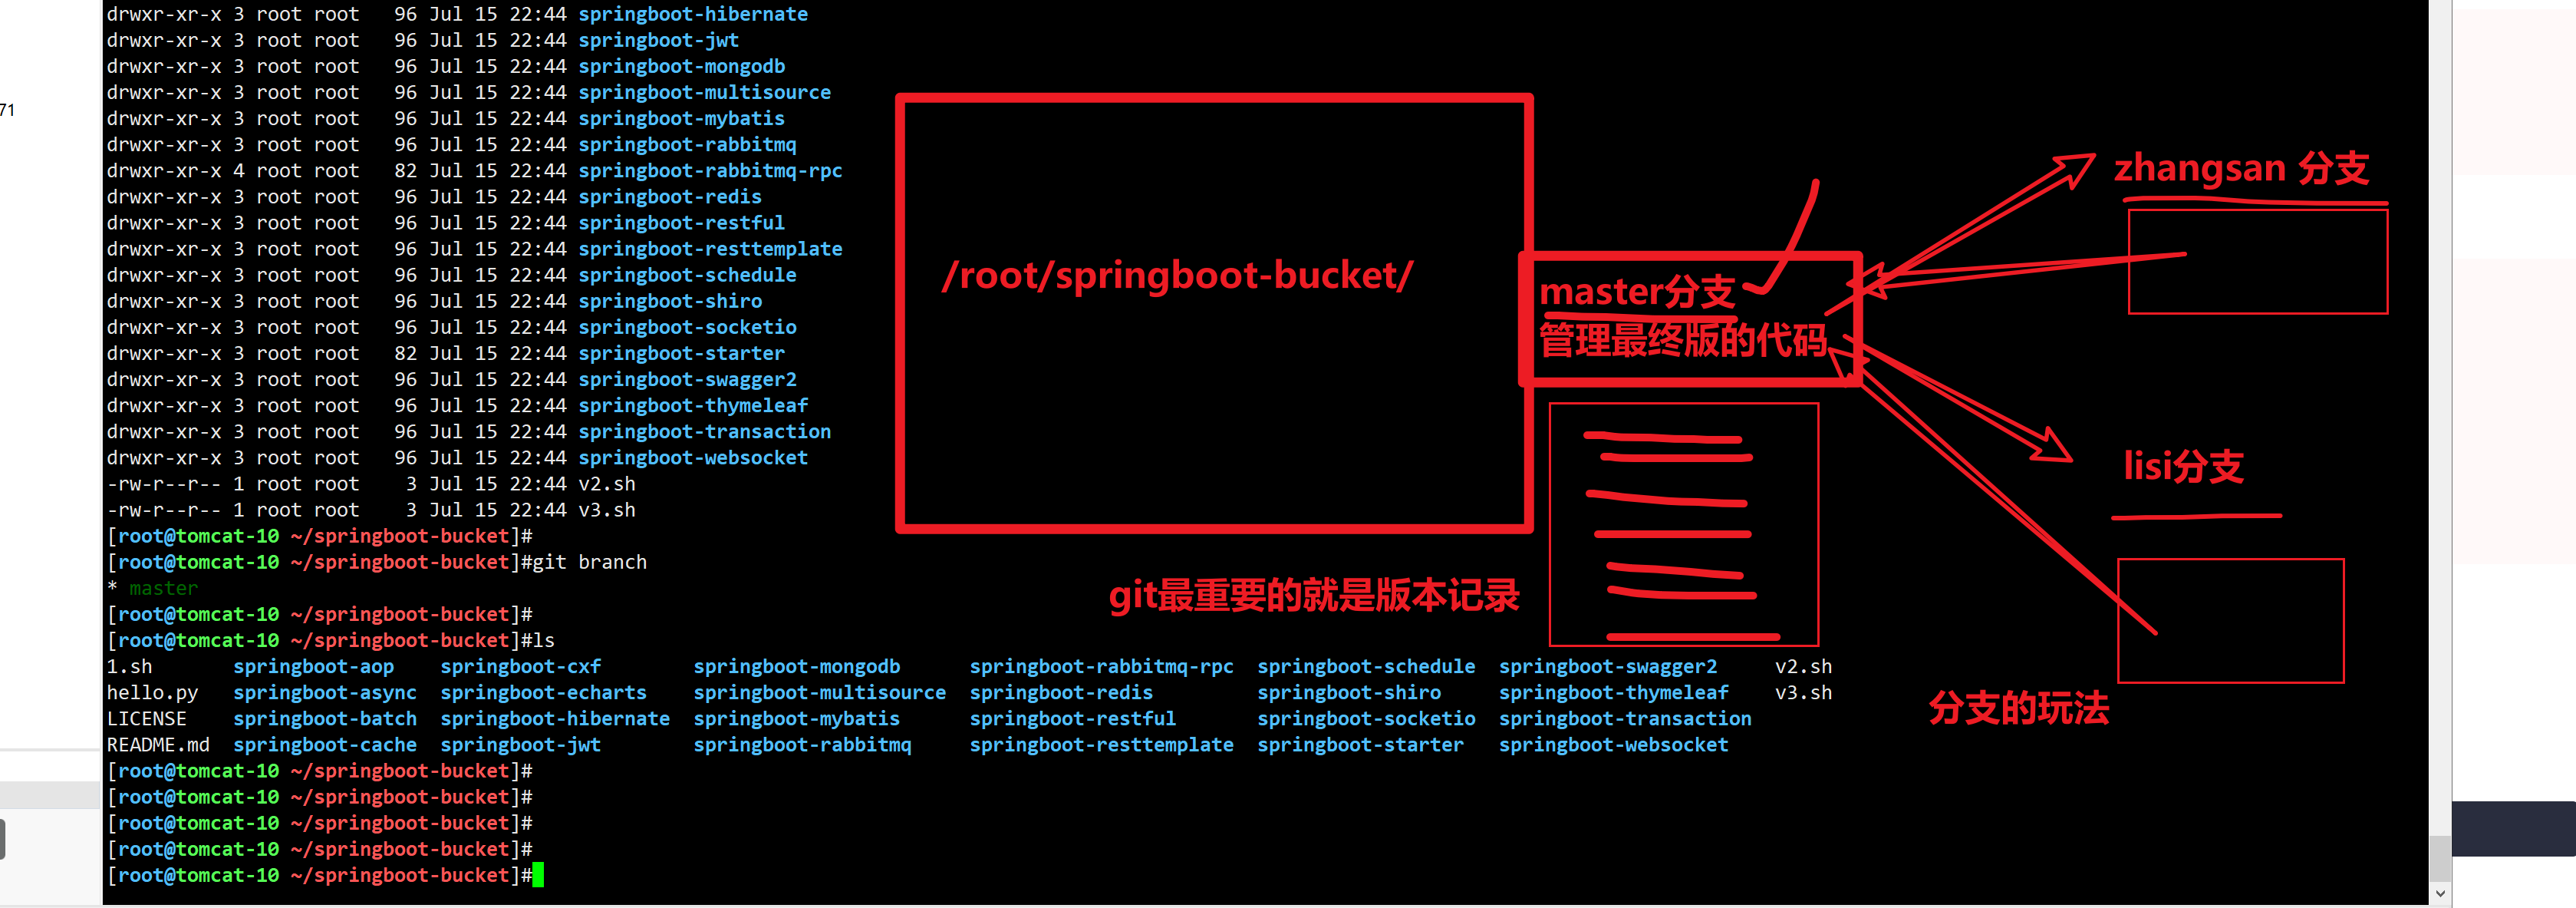 71
drwxr-xr-x 3 root root   96 Jul 15 22:44 springboot-hibernate
drwxr-xr-x 3 root root   96 Jul 15 22:44 springboot-jwt
drwxr-xr-x 3 root root   96 Jul 15 22:44 springboot-mongodb
drwxr-xr-x 3 root root   96 Jul 15 22:44 springboot-multisource
drwxr-xr-x 3 root root   96 Jul 15 22:44 springboot-mybatis
drwxr-xr-x 3 root root   96 Jul 15 22:44 springboot-rabbitmq
drwxr-xr-x 4 root root   82 Jul 15 22:44 springboot-rabbitmq-rpc
drwxr-xr-x 3 root root   96 Jul 15 22:44 springboot-redis
drwxr-xr-x 3 root root   96 Jul 15 22:44 springboot-restful
drwxr-xr-x 3 root root   96 Jul 15 22:44 springboot-resttemplate
drwxr-xr-x 3 root root   96 Jul 15 22:44 springboot-schedule
drwxr-xr-x 3 root root   96 Jul 15 22:44 springboot-shiro
drwxr-xr-x 3 root root   96 Jul 15 22:44 springboot-socketio
drwxr-xr-x 3 root root   82 Jul 15 22:44 springboot-starter
drwxr-xr-x 3 root root   96 Jul 15 22:44 springboot-swagger2
drwxr-xr-x 3 root root   96 Jul 15 22:44 springboot-thymeleaf
drwxr-xr-x 3 root root   96 Jul 15 22:44 springboot-transaction
drwxr-xr-x 3 root root   96 Jul 15 22:44 springboot-websocket
-rw-r--r-- 1 root root    3 Jul 15 22:44 v2.sh
-rw-r--r-- 1 root root    3 Jul 15 22:44 v3.sh
[root@tomcat-10 ~/springboot-bucket]#
[root@tomcat-10 ~/springboot-bucket]#git branch
* master
[root@tomcat-10 ~/springboot-bucket]#
[root@tomcat-10 ~/springboot-bucket]#ls
1.sh       springboot-aop    springboot-cxf        springboot-mongodb      springboot-rabbitmq-rpc  springboot-schedule  springboot-swagger2     v2.sh
hello.py   springboot-async  springboot-echarts    springboot-multisource  springboot-redis         springboot-shiro     springboot-thymeleaf    v3.sh
LICENSE    springboot-batch  springboot-hibernate  springboot-mybatis      springboot-restful       springboot-socketio  springboot-transaction
README.md  springboot-cache  springboot-jwt        springboot-rabbitmq     springboot-resttemplate  springboot-starter   springboot-websocket
[root@tomcat-10 ~/springboot-bucket]#
[root@tomcat-10 ~/springboot-bucket]#
[root@tomcat-10 ~/springboot-bucket]#
[root@tomcat-10 ~/springboot-bucket]#
[root@tomcat-10 ~/springboot-bucket]#
/root/springboot-bucket/
master分支
管理最终版的代码
zhangsan 分支
lisi分支
git最重要的就是版本记录
分支的玩法